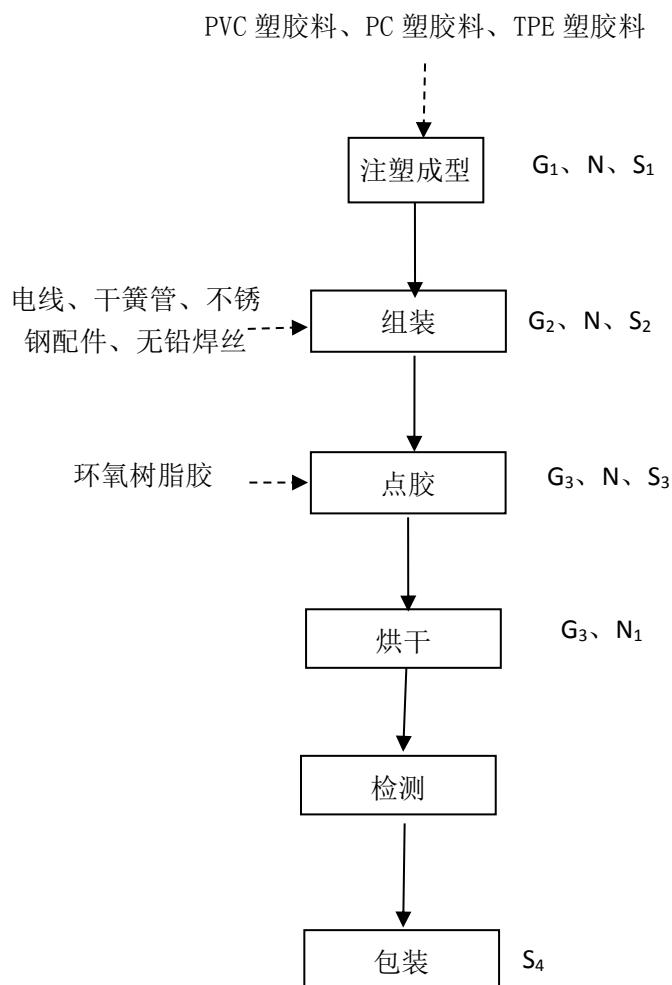 PVC 塑胶料、PC 塑胶料、TPE 塑胶料
注塑成型
G₁、N、S₁
电线、干簧管、不锈
钢配件、无铅焊丝
组装
G₂、N、S₂
环氧树脂胶
点胶
G₃、N、S₃
烘干
G₃、N₁
检测
包装
S₄